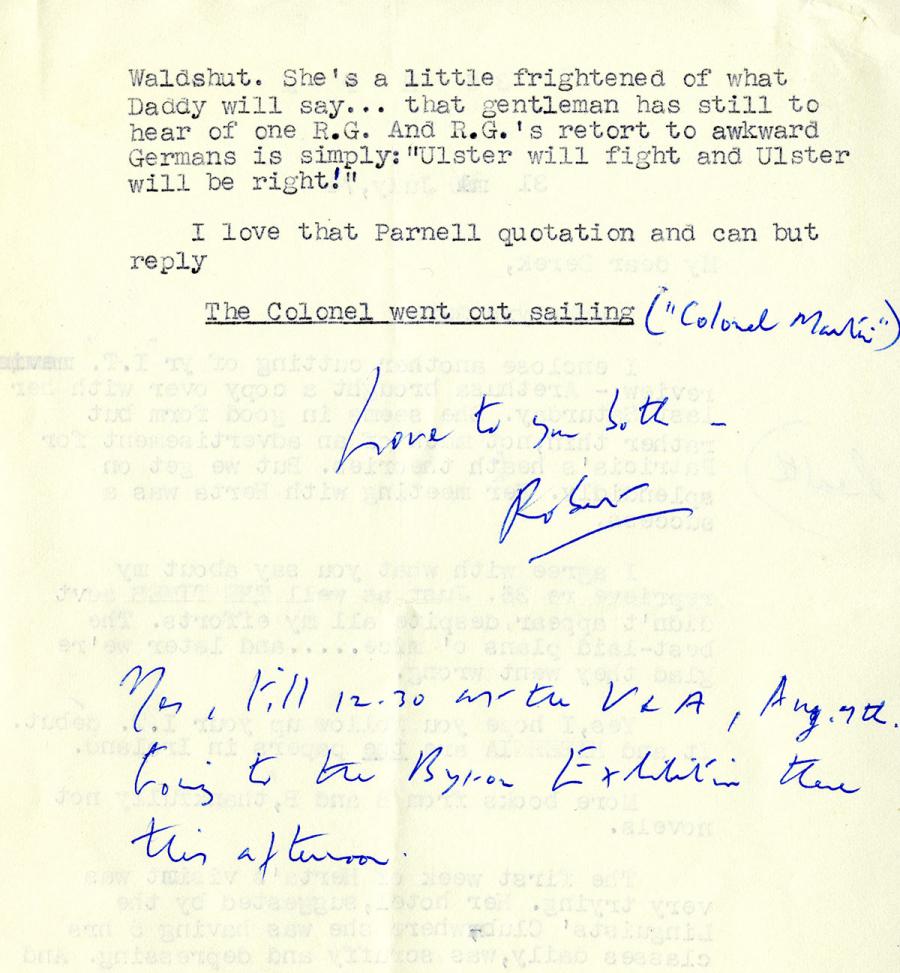 Waldshut. She's a little frightened of what
Daddy will say... that gentleman has still to
hear of one R.G. And R.G.'s retort to awkward
Germans is simply:"Ulster will fight and Ulster
will be right!"
I love that Parnell quotation and can but
reply
The Colonel went out sailing ("Colonel Martin")
Love to you both –
Robert
Yes, till 12.30 at the V & A, Aug. 7th.
Going to the Byron Exhibition there
this afternoon.